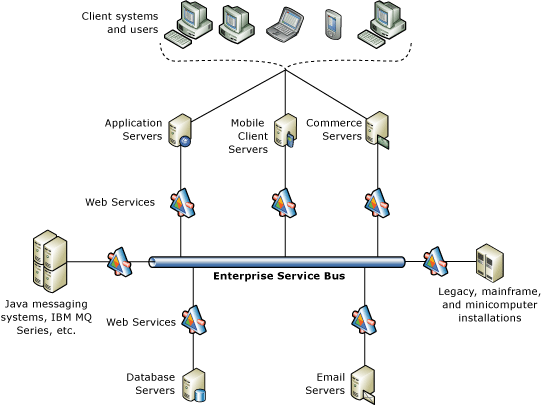 Client systems
and users
Application
Servers
Mobile
Client
Servers
Commerce
Servers
Web Services
Enterprise Service Bus
Java messaging
systems, IBM MQ
Series, etc.
Legacy, mainframe,
and minicomputer
installations
Web Services
Database
Servers
Email
Servers